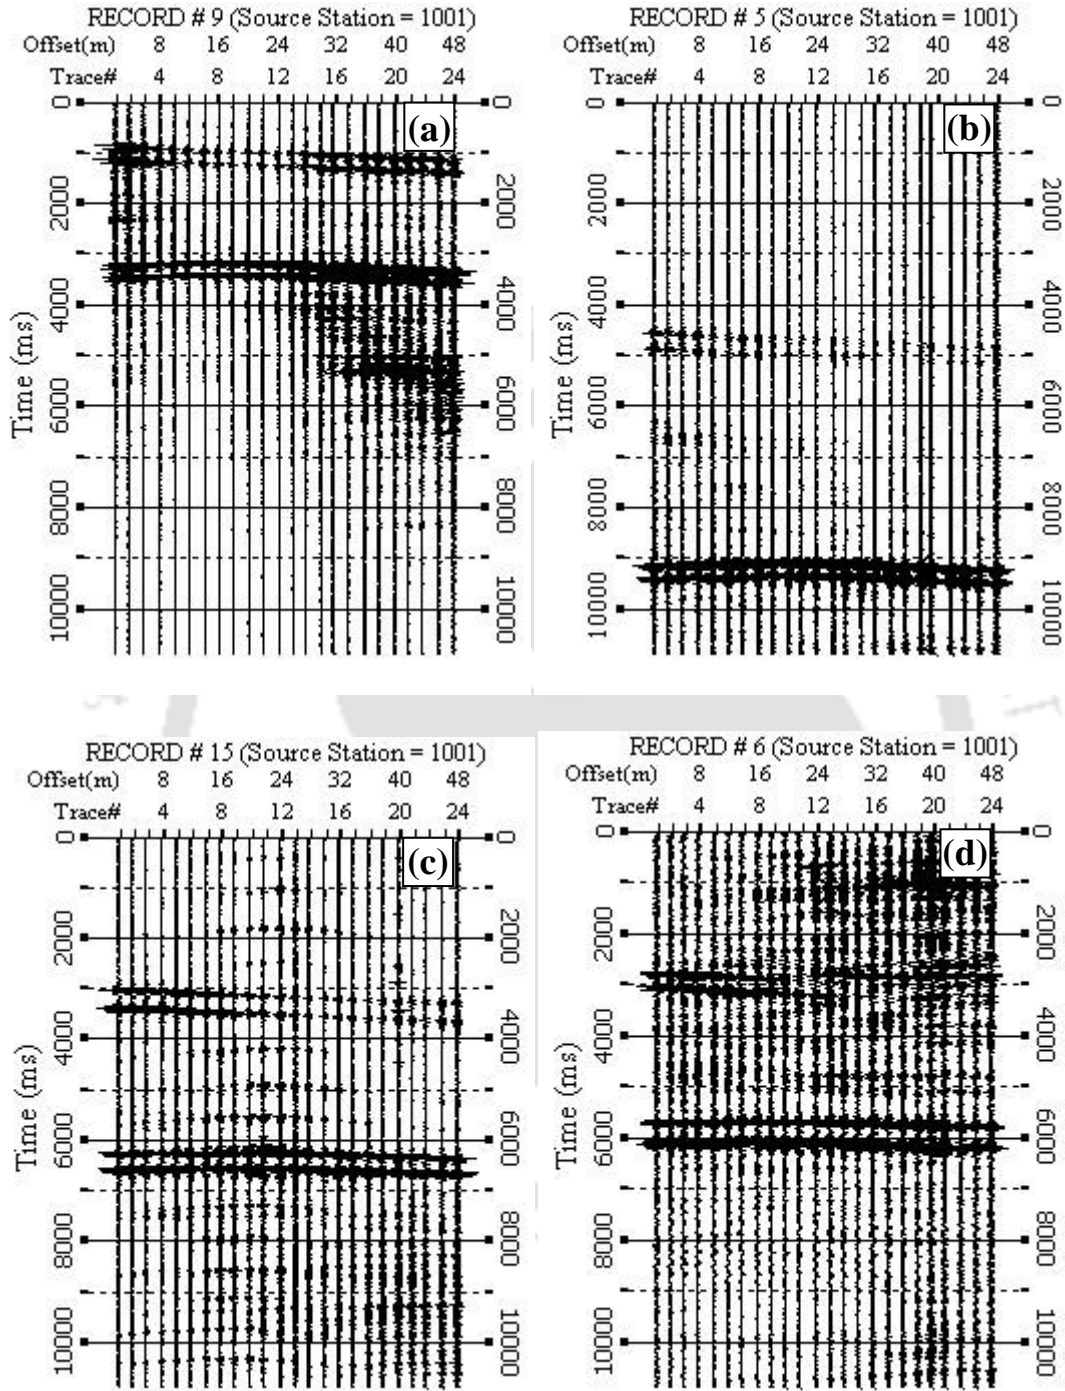 RECORD # 9 (Source Station = 1001)
Offset(m) 8 16 24 32 40 48
Trace# 4 8 12 16 20 24
(a)
0 0
2000 2000
4000 4000
6000 6000
8000 8000
10000 10000
Time (ms)
RECORD # 5 (Source Station = 1001)
Offset(m) 8 16 24 32 40 48
Trace# 4 8 12 16 20 24
(b)
0 0
2000 2000
4000 4000
6000 6000
8000 8000
10000 10000
Time (ms)
RECORD # 15 (Source Station = 1001)
Offset(m) 8 16 24 32 40 48
Trace# 4 8 12 16 20 24
(c)
0 0
2000 2000
4000 4000
6000 6000
8000 8000
10000 10000
Time (ms)
RECORD # 6 (Source Station = 1001)
Offset(m) 8 16 24 32 40 48
Trace# 4 8 12 16 20 24
(d)
0 0
2000 2000
4000 4000
6000 6000
8000 8000
10000 10000
Time (ms)